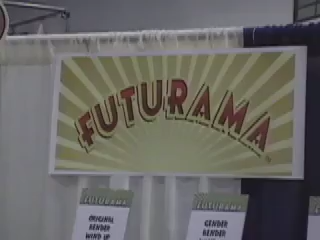 FUTURAMA
FUTURAMA
ORIGINAL
BENDER
WIND UP
FUTURAMA
GENDER
BENDER